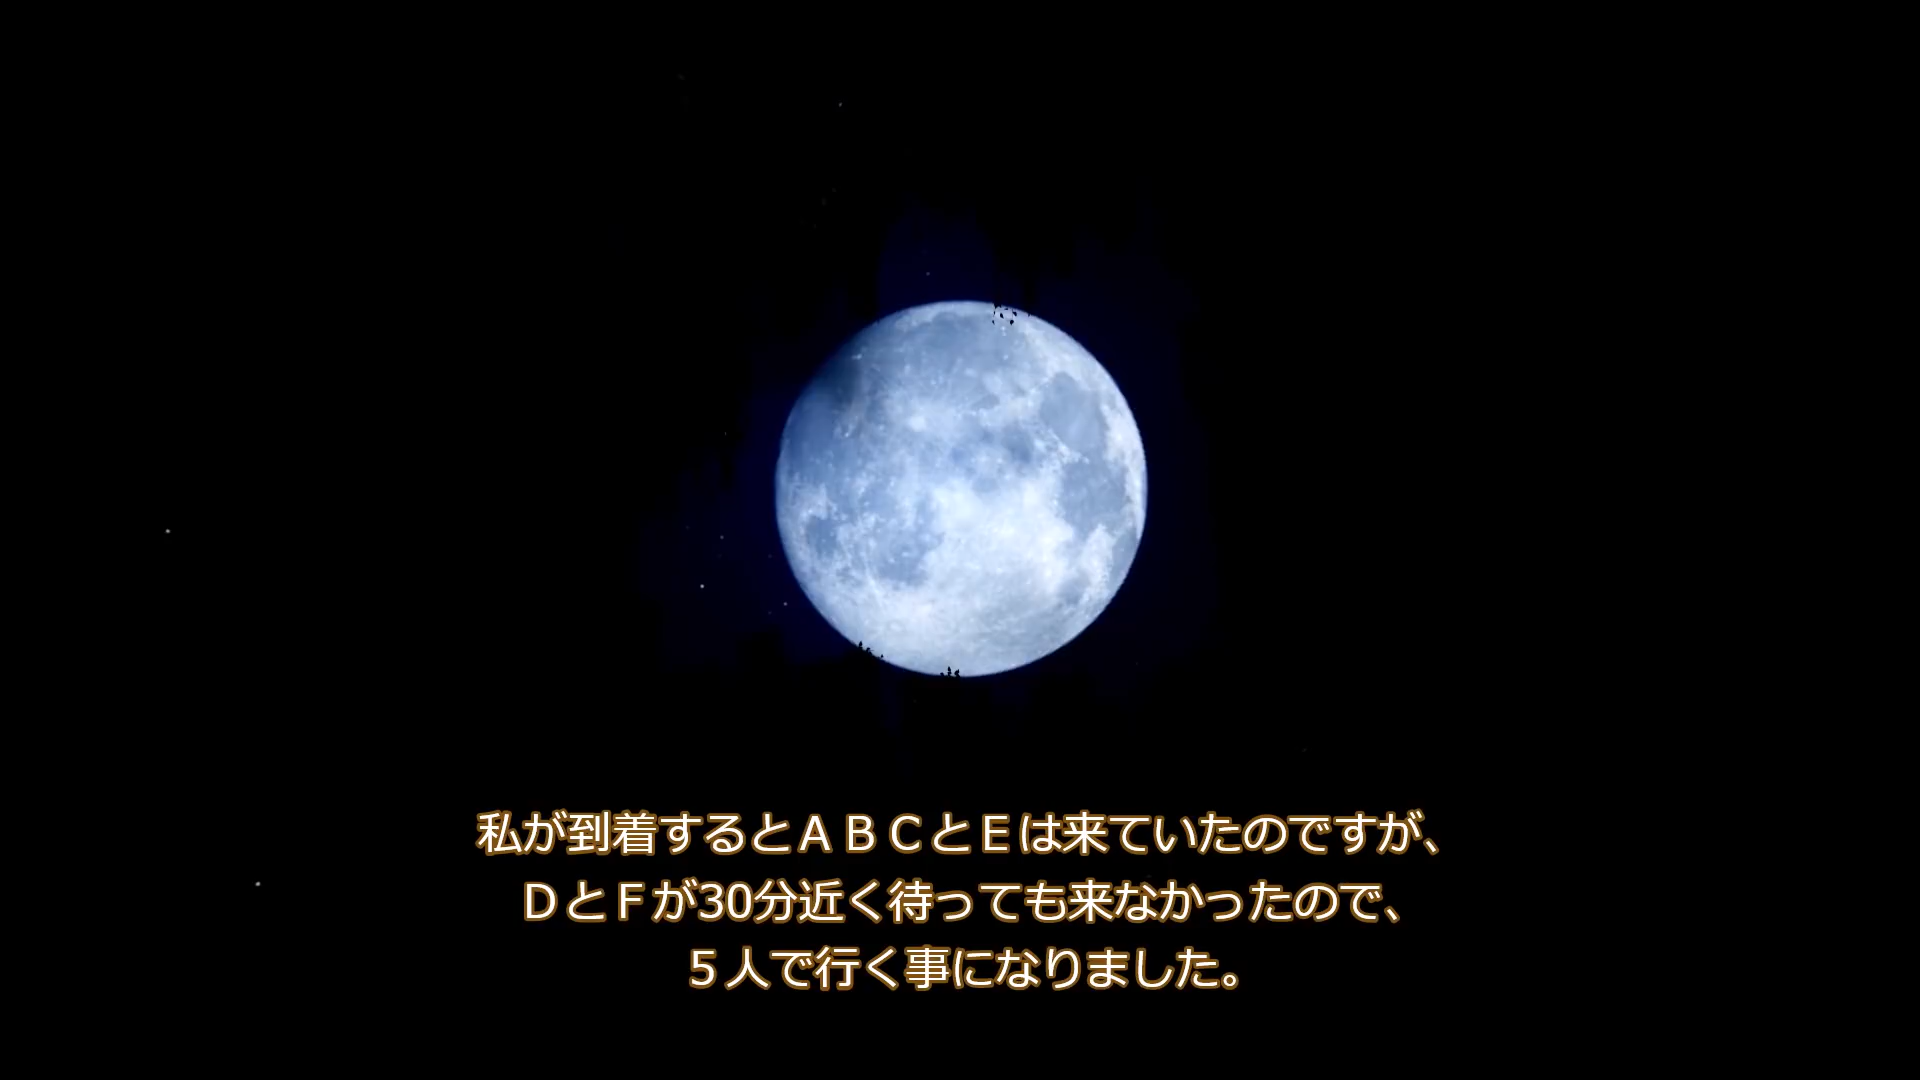 私が到着するとＡＢＣとＥは来ていたのですが、
ＤとＦが30分近く待っても来なかったので、
５人で行く事になりました。